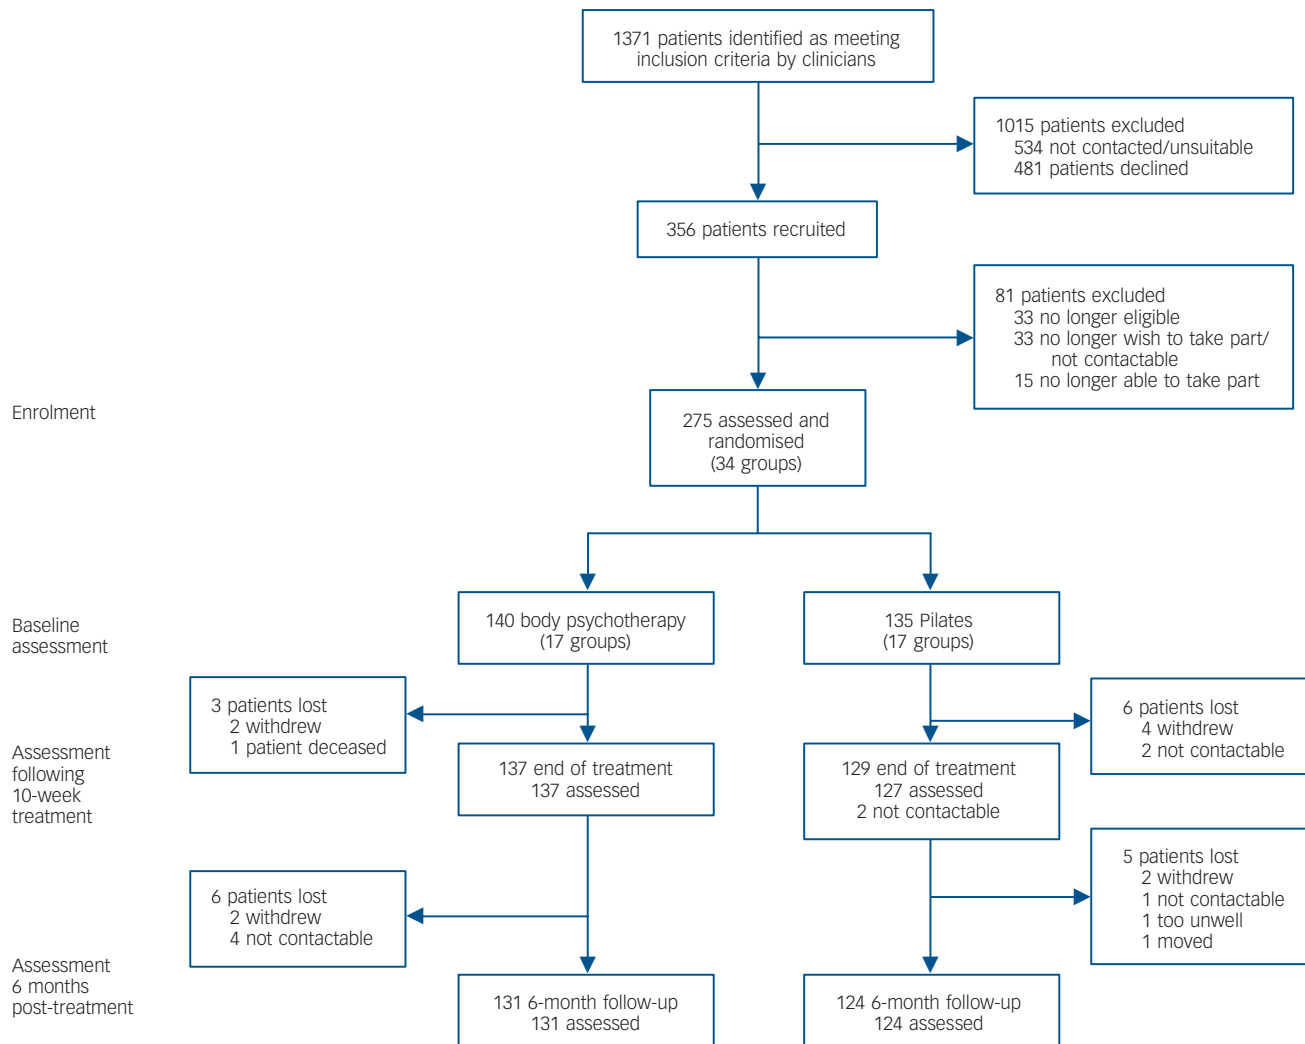 1371 patients identified as meeting
inclusion criteria by clinicians
1015 patients excluded
534 not contacted/unsuitable
481 patients declined
356 patients recruited
81 patients excluded
33 no longer eligible
33 no longer wish to take part/
not contactable
15 no longer able to take part
Enrolment
275 assessed and
randomised
(34 groups)
Baseline
assessment
140 body psychotherapy
(17 groups)
135 Pilates
(17 groups)
3 patients lost
2 withdrew
1 patient deceased
6 patients lost
4 withdrew
2 not contactable
Assessment
following
10-week
treatment
137 end of treatment
137 assessed
129 end of treatment
127 assessed
2 not contactable
6 patients lost
2 withdrew
4 not contactable
5 patients lost
2 withdrew
1 not contactable
1 too unwell
1 moved
Assessment
6 months
post-treatment
131 6-month follow-up
131 assessed
124 6-month follow-up
124 assessed